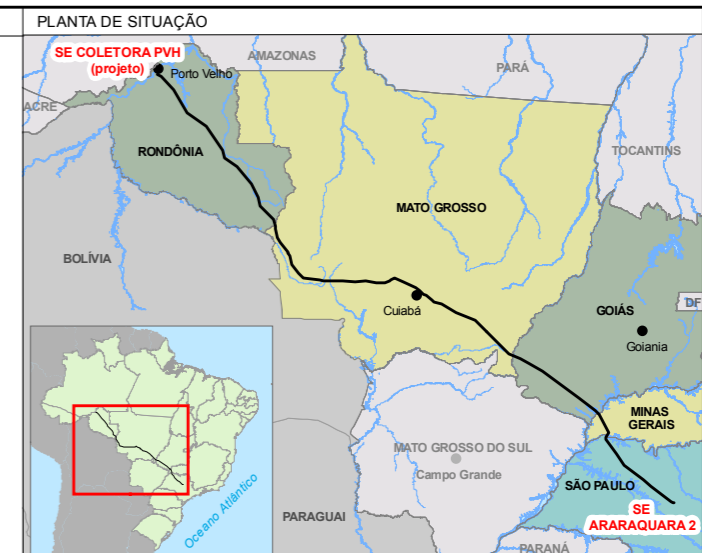 PLANTA DE SITUAÇÃO
SE COLETORA PVH
(projeto)
Porto Velho
AMAZONAS
PARÁ
ACRE
RONDÔNIA
TOCANTINS
MATO GROSSO
BOLÍVIA
Cuiabá
GOIÁS
DF
Goiania
MINAS
GERAIS
MATO GROSSO DO SUL
Campo Grande
SÃO PAULO
SE
ARARAQUARA 2
Oceano Atlântico
PARAGUAI
PARANÁ